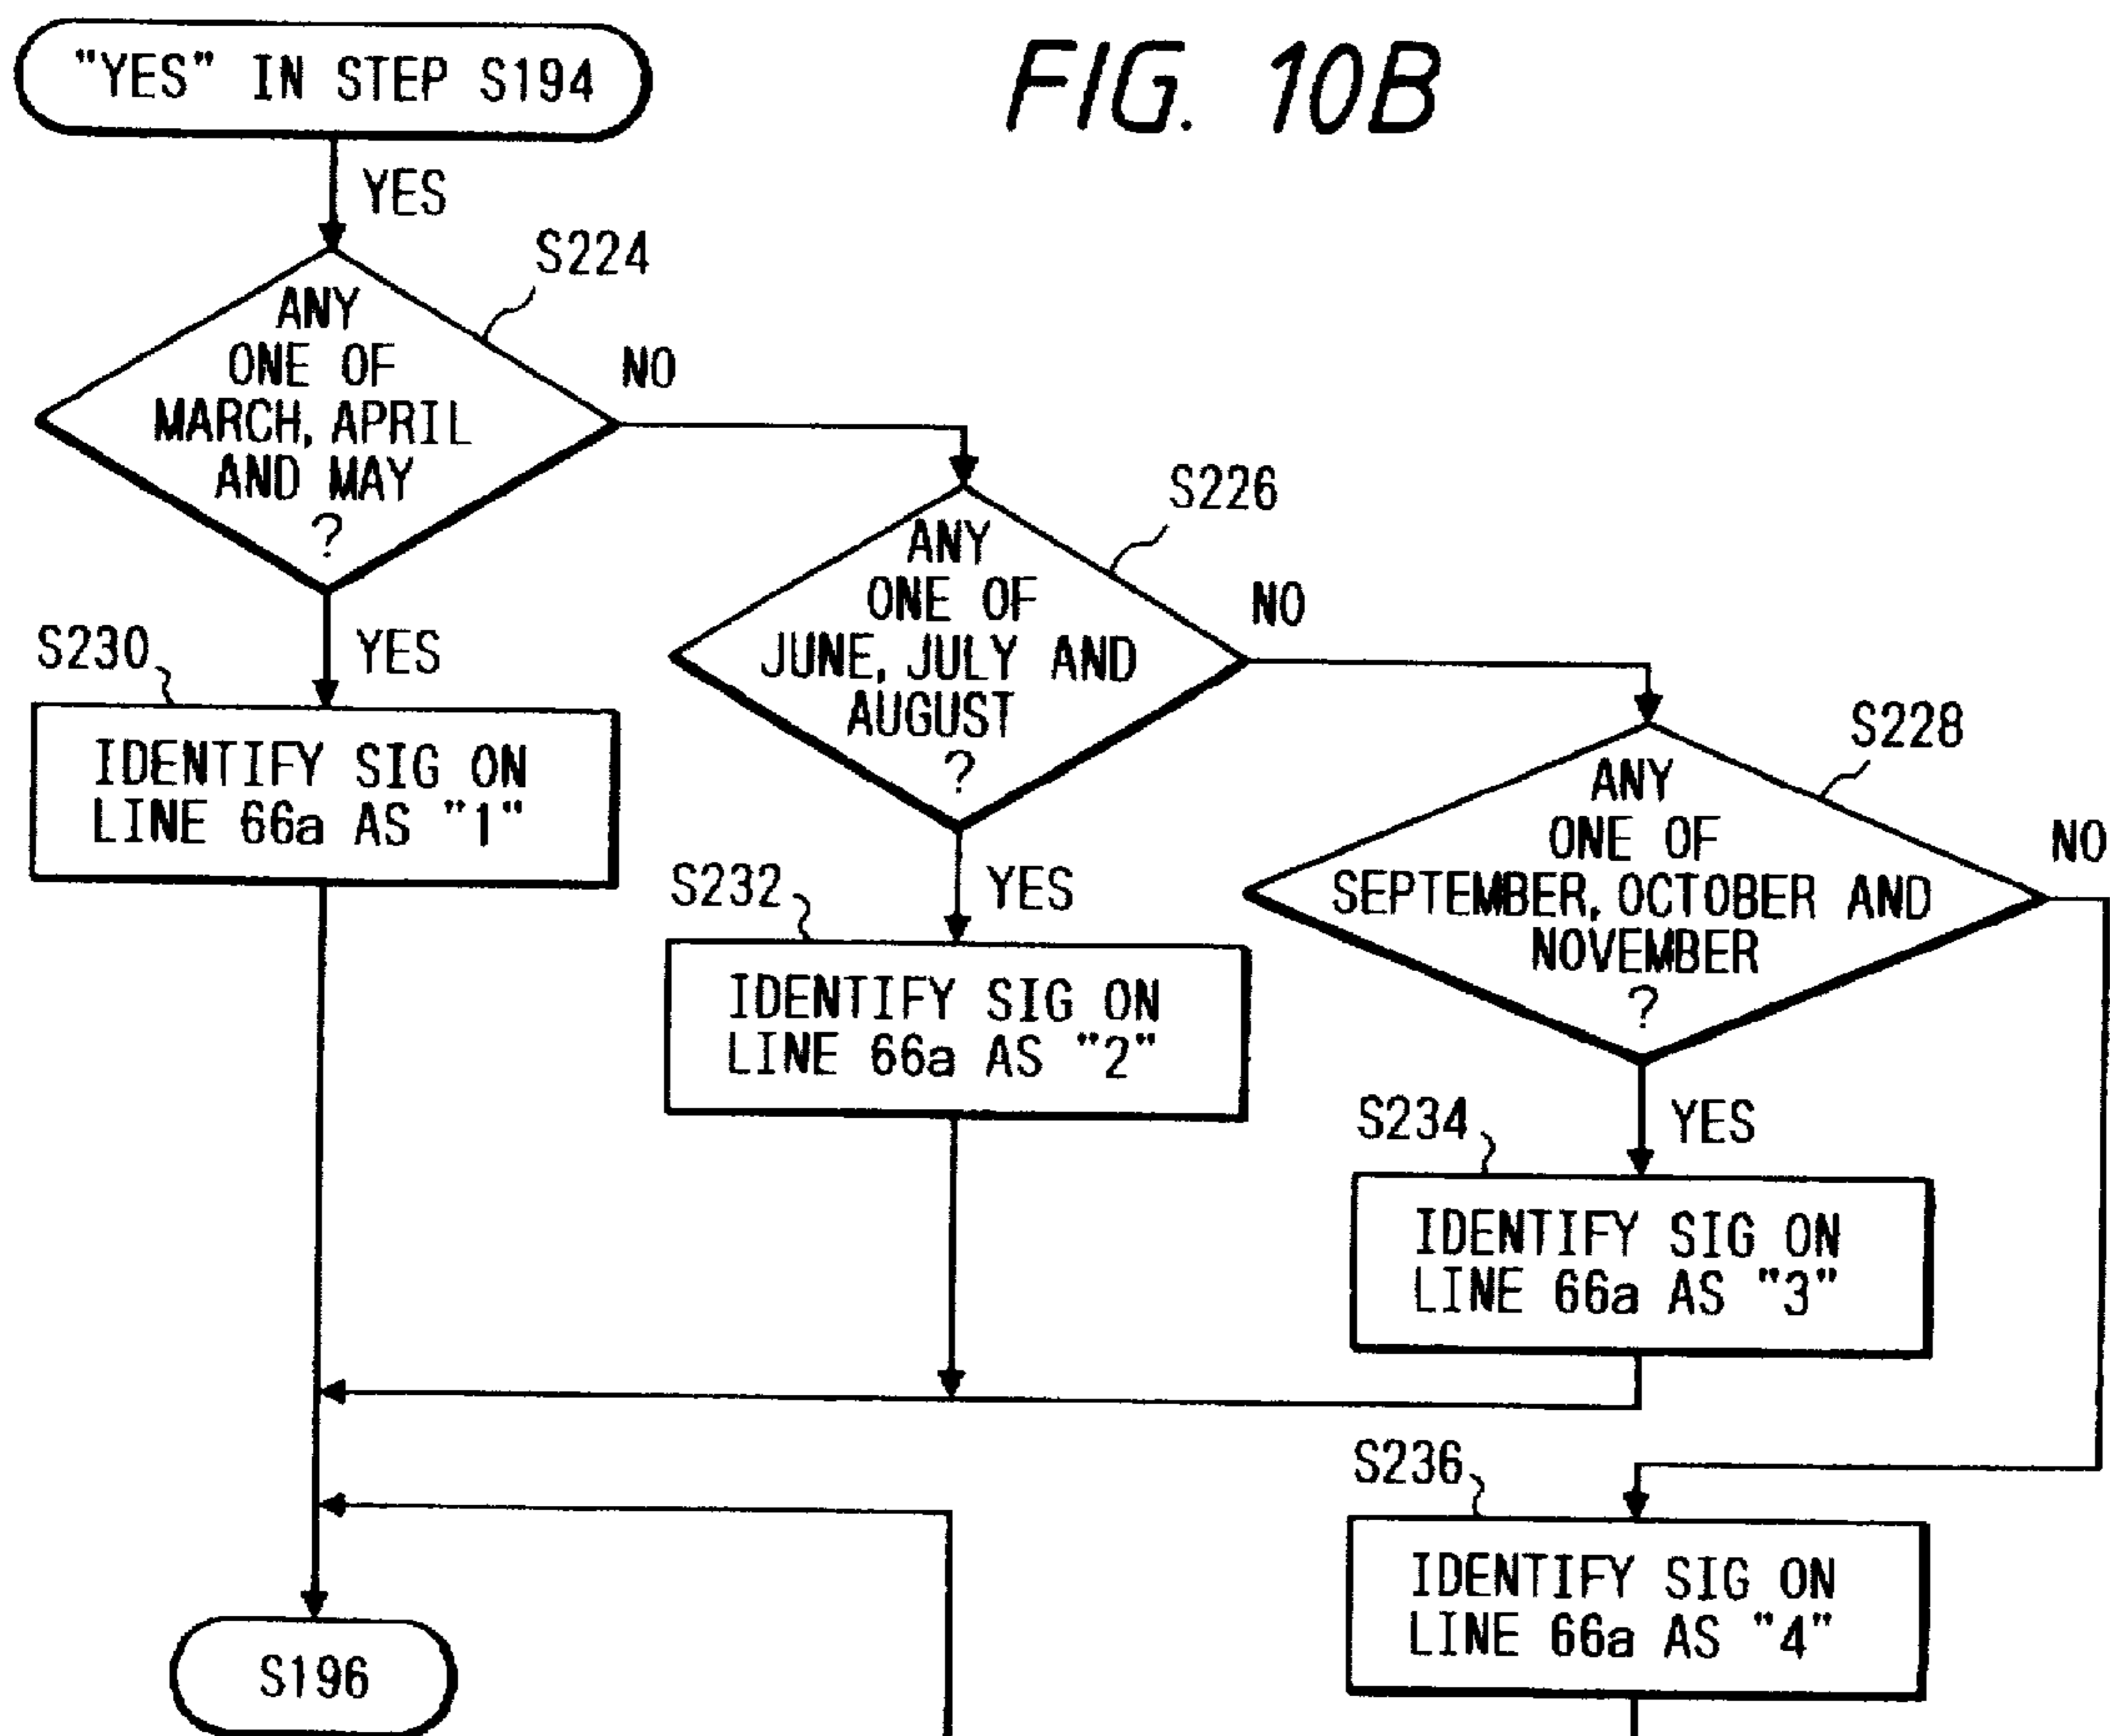 FIG. 10B
"YES" IN STEP S194
YES
S224
ANY
ONE OF
MARCH, APRIL
AND MAY
?
NO
YES
S230
IDENTIFY SIG ON
LINE 66a AS "1"
S226
ANY
ONE OF
JUNE, JULY AND
AUGUST
?
NO
YES
S232
IDENTIFY SIG ON
LINE 66a AS "2"
S228
ANY
ONE OF
SEPTEMBER, OCTOBER AND
NOVEMBER
?
NO
YES
S234
IDENTIFY SIG ON
LINE 66a AS "3"
S236
IDENTIFY SIG ON
LINE 66a AS "4"
S196